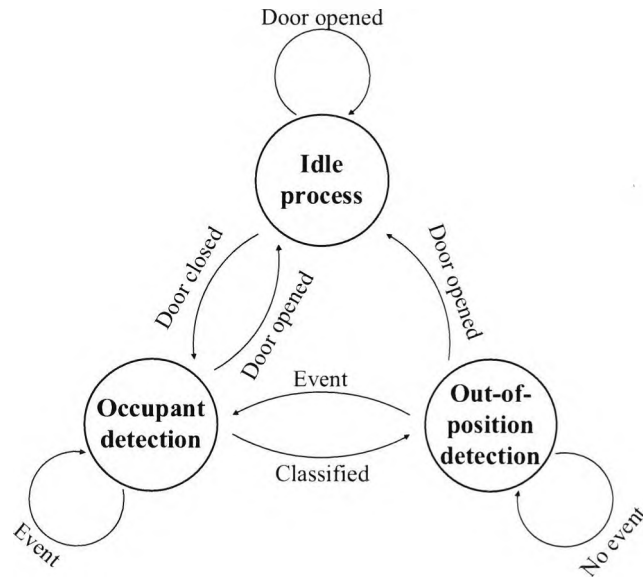 Door opened
Idle
process
Door closed
Door opened
Door opened
Event
Occupant
detection
Out-of-
position
detection
Classified
Event
No event